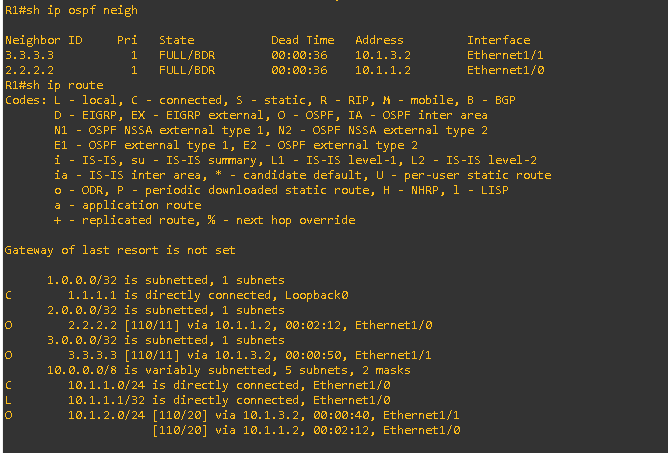 R1#sh ip ospf neigh

Neighbor ID     Pri   State           Dead Time   Address         Interface
3.3.3.3           1   FULL/BDR        00:00:36    10.1.3.2        Ethernet1/1
2.2.2.2           1   FULL/BDR        00:00:36    10.1.1.2        Ethernet1/0
R1#sh ip route
Codes: L - local, C - connected, S - static, R - RIP, M - mobile, B - BGP
       D - EIGRP, EX - EIGRP external, O - OSPF, IA - OSPF inter area
       N1 - OSPF NSSA external type 1, N2 - OSPF NSSA external type 2
       E1 - OSPF external type 1, E2 - OSPF external type 2
       i - IS-IS, su - IS-IS summary, L1 - IS-IS level-1, L2 - IS-IS level-2
       ia - IS-IS inter area, * - candidate default, U - per-user static route
       o - ODR, P - periodic downloaded static route, H - NHRP, l - LISP
       a - application route
       + - replicated route, % - next hop override

Gateway of last resort is not set

      1.0.0.0/32 is subnetted, 1 subnets
C        1.1.1.1 is directly connected, Loopback0
      2.0.0.0/32 is subnetted, 1 subnets
O        2.2.2.2 [110/11] via 10.1.1.2, 00:02:12, Ethernet1/0
      3.0.0.0/32 is subnetted, 1 subnets
O        3.3.3.3 [110/11] via 10.1.3.2, 00:00:50, Ethernet1/1
      10.0.0.0/8 is variably subnetted, 5 subnets, 2 masks
C        10.1.1.0/24 is directly connected, Ethernet1/0
L        10.1.1.1/32 is directly connected, Ethernet1/0
O        10.1.2.0/24 [110/20] via 10.1.3.2, 00:00:40, Ethernet1/1
                     [110/20] via 10.1.1.2, 00:02:12, Ethernet1/0